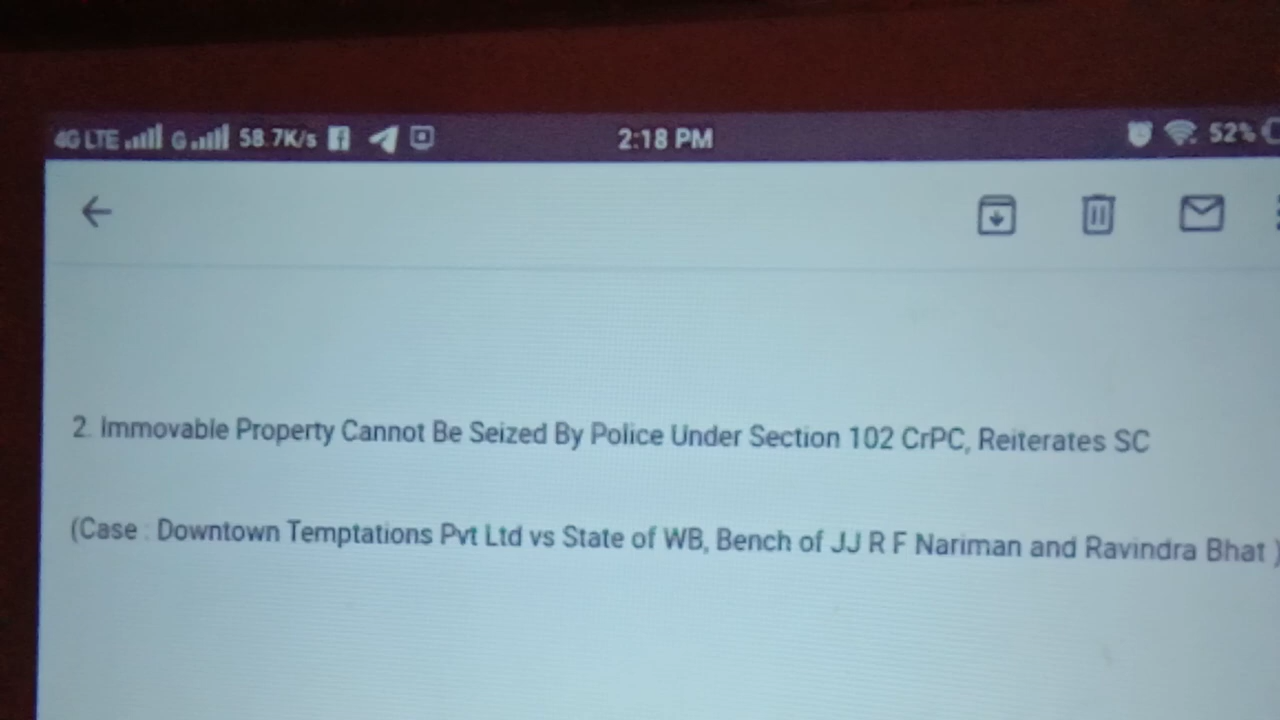 4G LTE G 58.7K/s 2:18 PM 52%
2. Immovable Property Cannot Be Seized By Police Under Section 102 CrPC, Reiterates SC
(Case : Downtown Temptations Pvt Ltd vs State of WB, Bench of JJ R F Nariman and Ravindra Bhat )